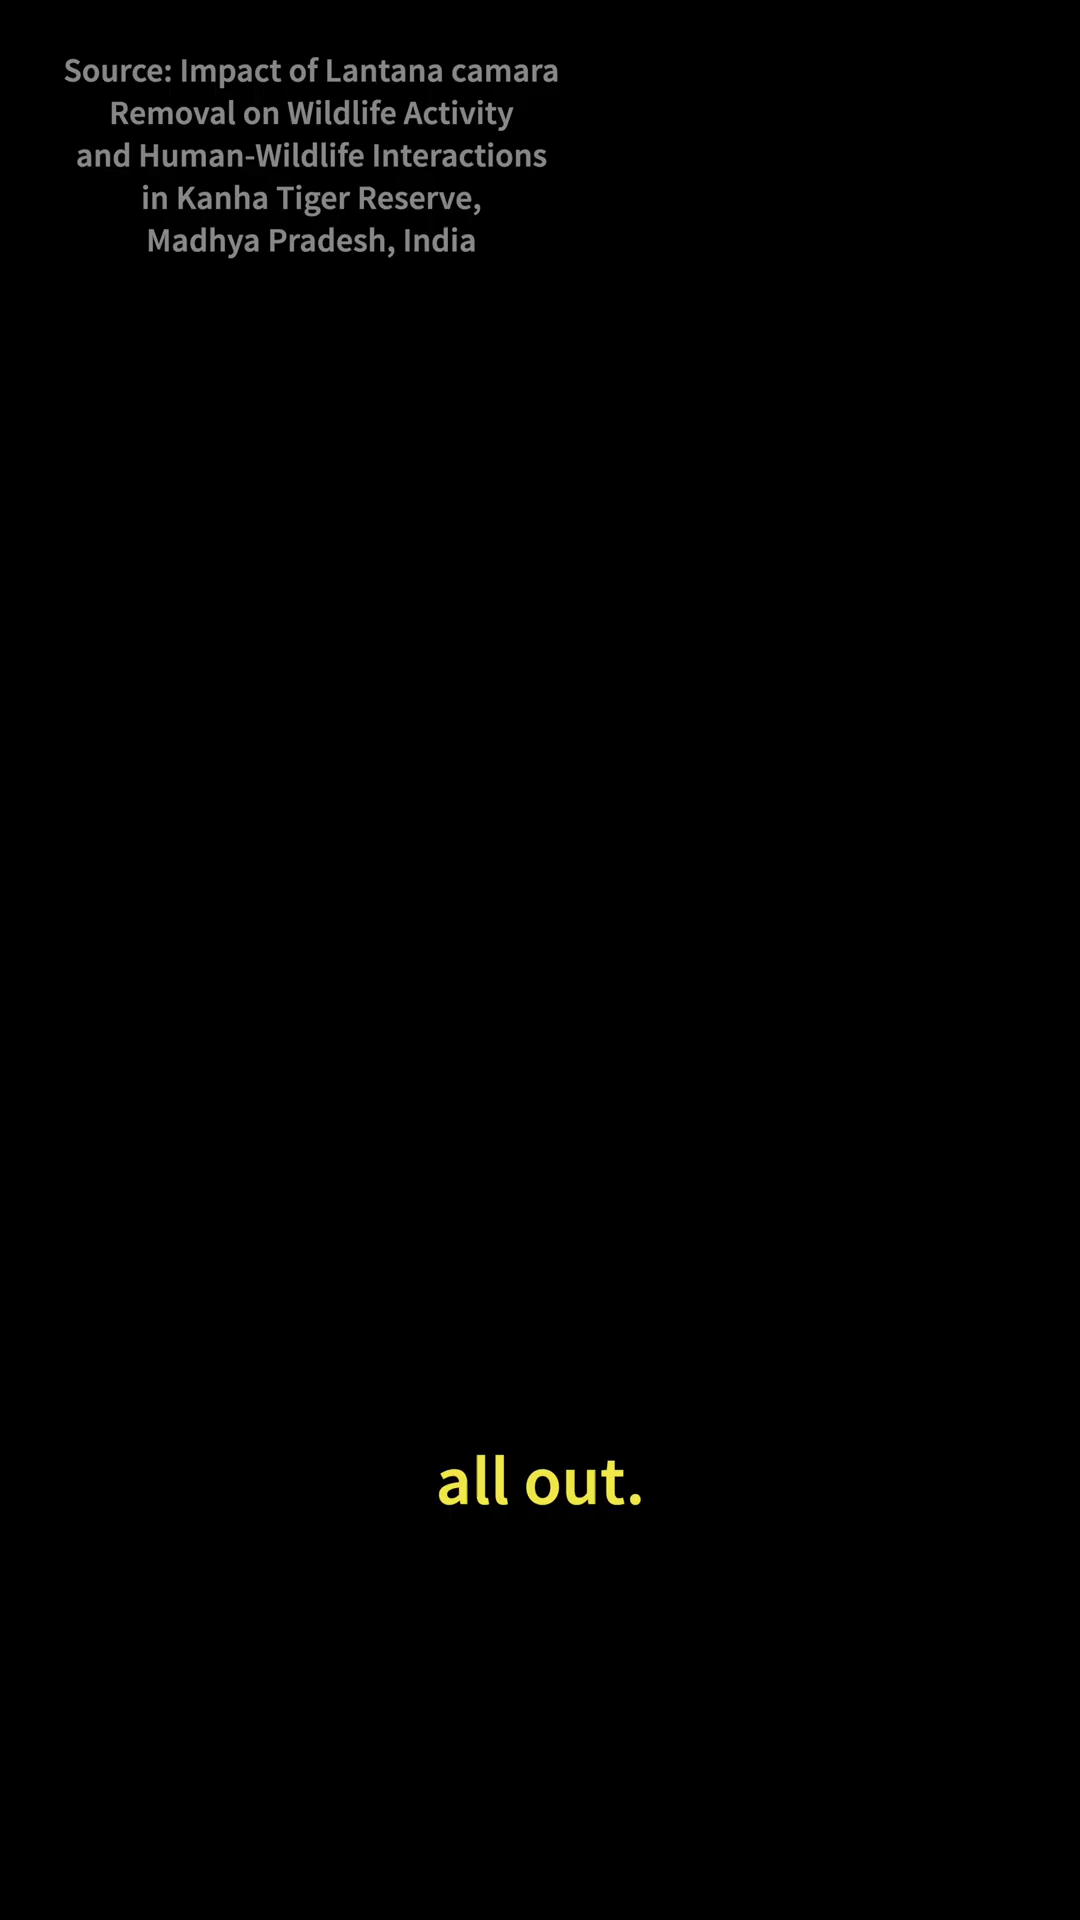 Source: Impact of Lantana camara
Removal on Wildlife Activity
and Human-Wildlife Interactions
in Kanha Tiger Reserve,
Madhya Pradesh, India
all out.